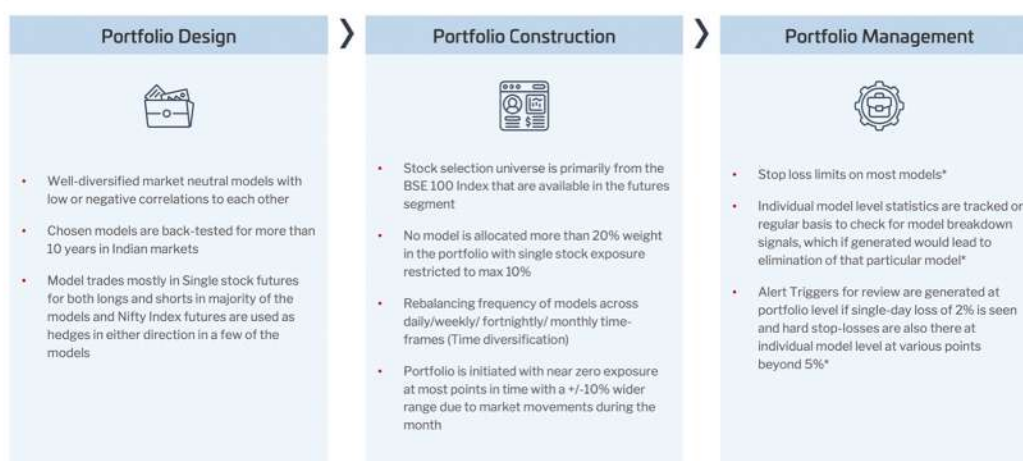 Portfolio Design
Well-diversified market neutral models with
low or negative correlations to each other
Chosen models are back-tested for more than
10 years in Indian markets
Model trades mostly in Single stock futures
for both longs and shorts in majority of the
models and Nifty Index futures are used as
hedges in either direction in a few of the
models
Portfolio Construction
Stock selection universe is primarily from the
BSE 100 Index that are available in the futures
segment
No model is allocated more than 20% weight
in the portfolio with single stock exposure
restricted to max 10%
Rebalancing frequency of models across
daily/weekly/ fortnightly/ monthly time-
frames (Time diversification)
Portfolio is initiated with near zero exposure
at most points in time with a +/-10% wider
range due to market movements during the
month
Portfolio Management
Stop loss limits on most models*
Individual model level statistics are tracked or
regular basis to check for model breakdown
signals, which if generated would lead to
elimination of that particular model*
Alert Triggers for review are generated at
portfolio level if single-day loss of 2% is seen
and hard stop-losses are also there at
individual model level at various points
beyond 5%*